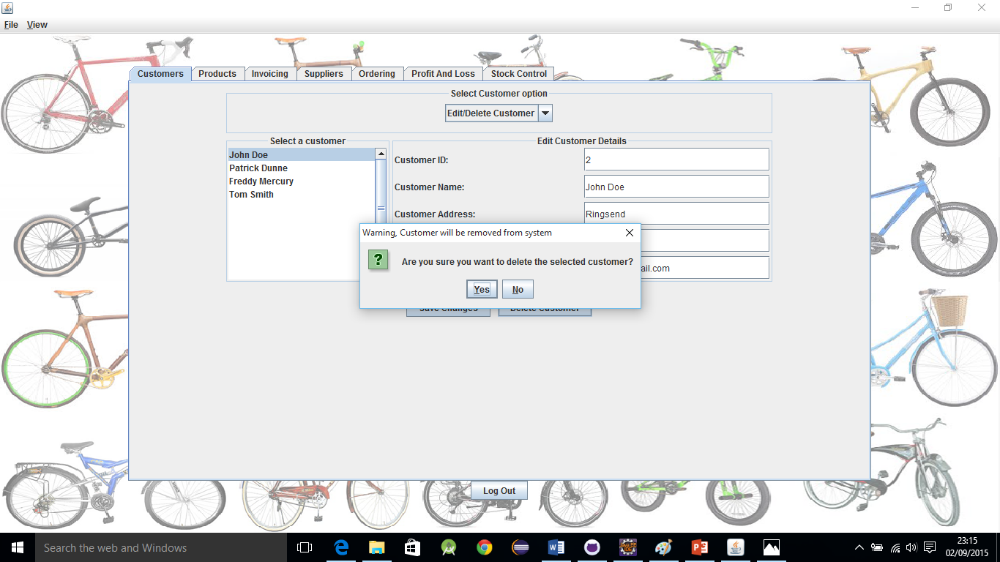 File View
Customers Products Invoicing Suppliers Ordering Profit And Loss Stock Control
Select Customer option
Edit/Delete Customer
Select a customer
John Doe
Patrick Dunne
Freddy Mercury
Tom Smith
Edit Customer Details
Customer ID: 2
Customer Name: John Doe
Customer Address: Ringsend
ail.com
Warning, Customer will be removed from system
? Are you sure you want to delete the selected customer?
Yes No
Save Changes Delete Customer
Log Out
Search the web and Windows
23:15
02/09/2015